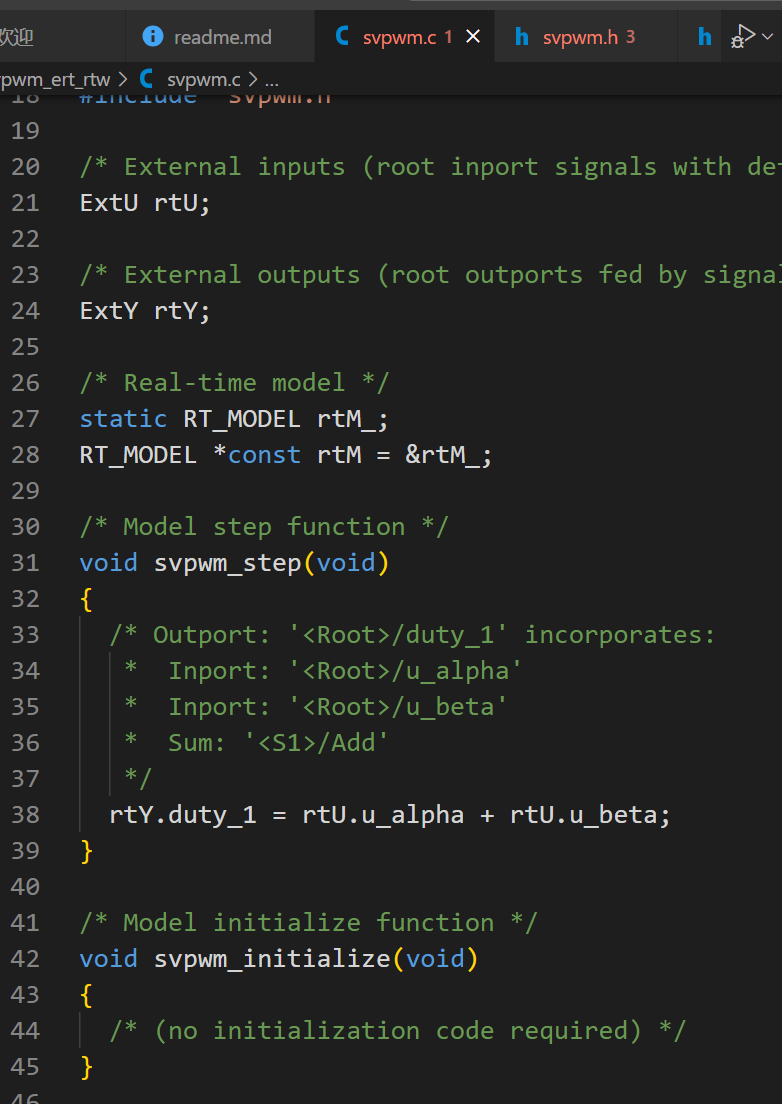 欢迎
readme.md
C svpwm.c 1
h svpwm.h 3
h
pwm_ert_rtw > C svpwm.c > ...
18 #include "svpwm.h"
19
20 /* External inputs (root inport signals with de
21 ExtU rtU;
22
23 /* External outputs (root outports fed by signa
24 ExtY rtY;
25
26 /* Real-time model */
27 static RT_MODEL rtM_;
28 RT_MODEL *const rtM = &rtM_;
29
30 /* Model step function */
31 void svpwm_step(void)
32 {
33 /* Outport: '<Root>/duty_1' incorporates:
34 *  Inport: '<Root>/u_alpha'
35 *  Inport: '<Root>/u_beta'
36 *  Sum: '<S1>/Add'
37 */
38 rtY.duty_1 = rtU.u_alpha + rtU.u_beta;
39 }
40
41 /* Model initialize function */
42 void svpwm_initialize(void)
43 {
44 /* (no initialization code required) */
45 }
46